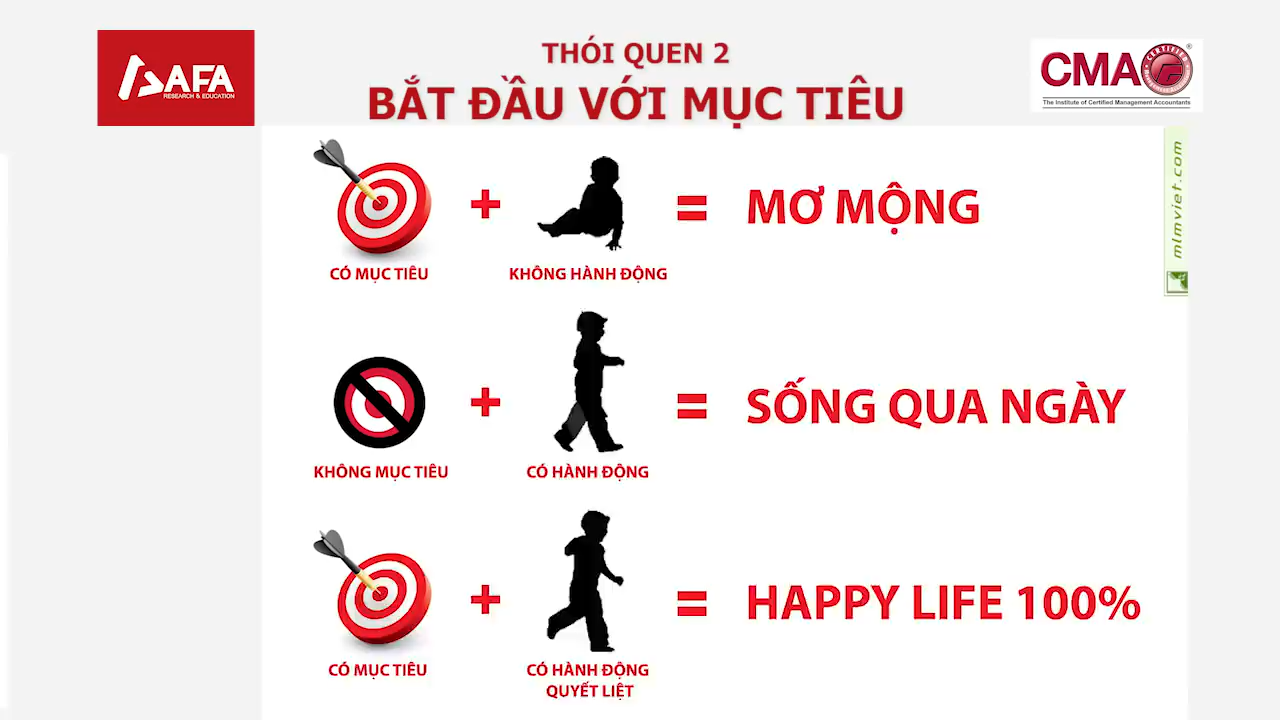 AFA
RESEARCH & EDUCATION
THÓI QUEN 2
BẮT ĐẦU VỚI MỤC TIÊU
CMA
CERTIFIED
®
The Institute of Certified Management Accountants
mlmviet.com
+
=
MƠ MỘNG
CÓ MỤC TIÊU
KHÔNG HÀNH ĐỘNG
+
=
SỐNG QUA NGÀY
KHÔNG MỤC TIÊU
CÓ HÀNH ĐỘNG
+
=
HAPPY LIFE 100%
CÓ MỤC TIÊU
CÓ HÀNH ĐỘNG
QUYẾT LIỆT